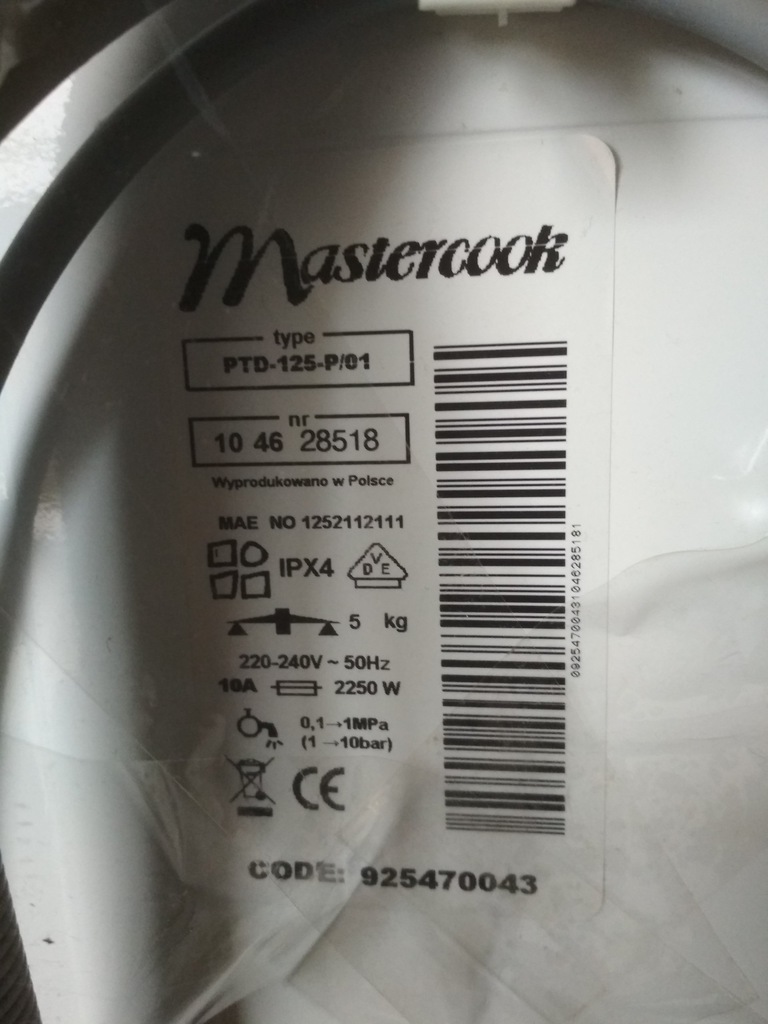 Mastercook
type
PTD-125-P/01
nr
10 46 28518
Wyprodukowano w Polsce
MAE NO 1252112111
IPX4
D V E
5 kg
220-240V ~ 50Hz
10A 2250 W
0,1→1MPa
(1 →10bar)
CE
CODE: 925470043
09254700431046285181